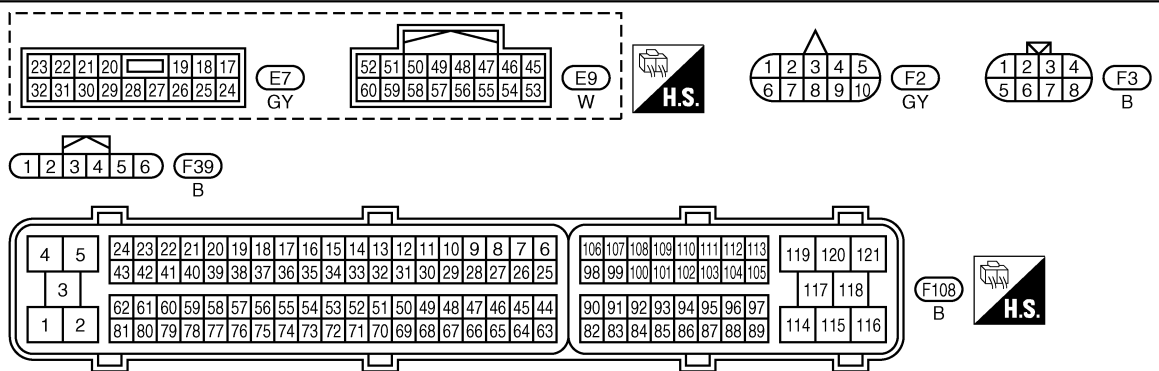 23 22 21 20 19 18 17
32 31 30 29 28 27 26 25 24
E7
GY
52 51 50 49 48 47 46 45
60 59 58 57 56 55 54 53
E9
W
H.S.
1 2 3 4 5
6 7 8 9 10
F2
GY
1 2 3 4
5 6 7 8
F3
B
1 2 3 4 5 6
F39
B
4 5
3
1 2
24 23 22 21 20 19 18 17 16 15 14 13 12 11 10 9 8 7 6
43 42 41 40 39 38 37 36 35 34 33 32 31 30 29 28 27 26 25
62 61 60 59 58 57 56 55 54 53 52 51 50 49 48 47 46 45 44
81 80 79 78 77 76 75 74 73 72 71 70 69 68 67 66 65 64 63
106 107 108 109 110 111 112 113
98 99 100 101 102 103 104 105
90 91 92 93 94 95 96 97
82 83 84 85 86 87 88 89
119 120 121
117 118
114 115 116
F108
B
H.S.